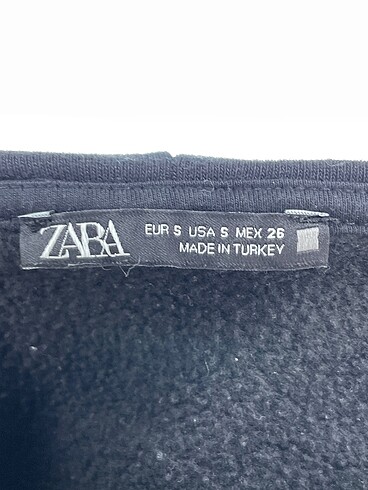 ZARA
EUR S USA S MEX 26
MADE IN TURKEY